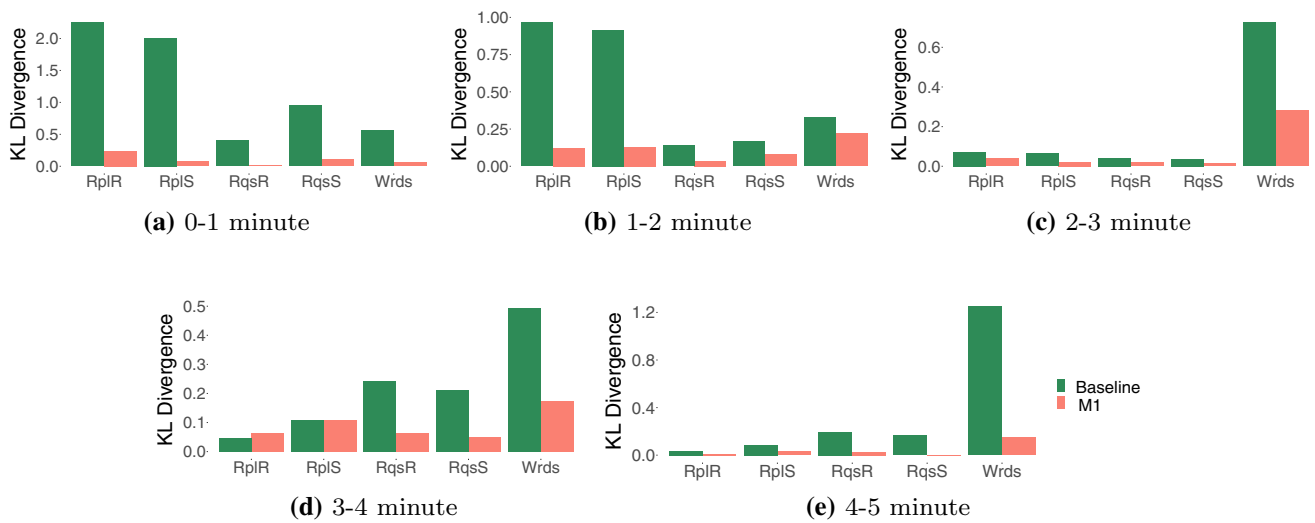 KL Divergence
2.0
1.5
1.0
0.5
0.0
RplR RplS RqsR RqsS Wrds
(a) 0-1 minute
KL Divergence
1.00
0.75
0.50
0.25
0.00
RplR RplS RqsR RqsS Wrds
(b) 1-2 minute
KL Divergence
0.6
0.4
0.2
0.0
RplR RplS RqsR RqsS Wrds
(c) 2-3 minute
KL Divergence
0.5
0.4
0.3
0.2
0.1
0.0
RplR RplS RqsR RqsS Wrds
(d) 3-4 minute
KL Divergence
1.2
0.8
0.4
0.0
RplR RplS RqsR RqsS Wrds
(e) 4-5 minute
Baseline
M1